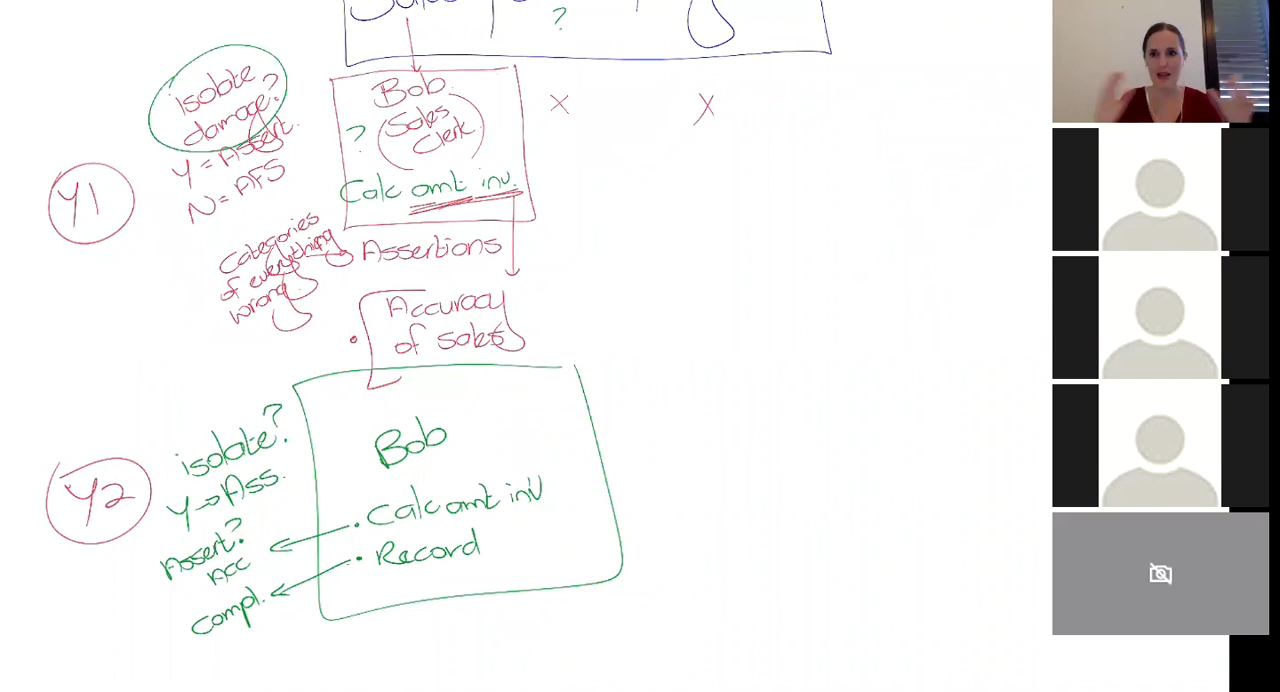 ?
isolate
damage?
Y = Assert.
N = AFS
Y1
Bob
?
(Sales
Clerk)
Calc amt inv.
X
X
Categories
of everything
wrong
Assertions
Accuracy
of sales
Y2
isolate?
Y → Ass.
Assert?
Acc
Compl.
Bob
• Calc amt inv
• Record